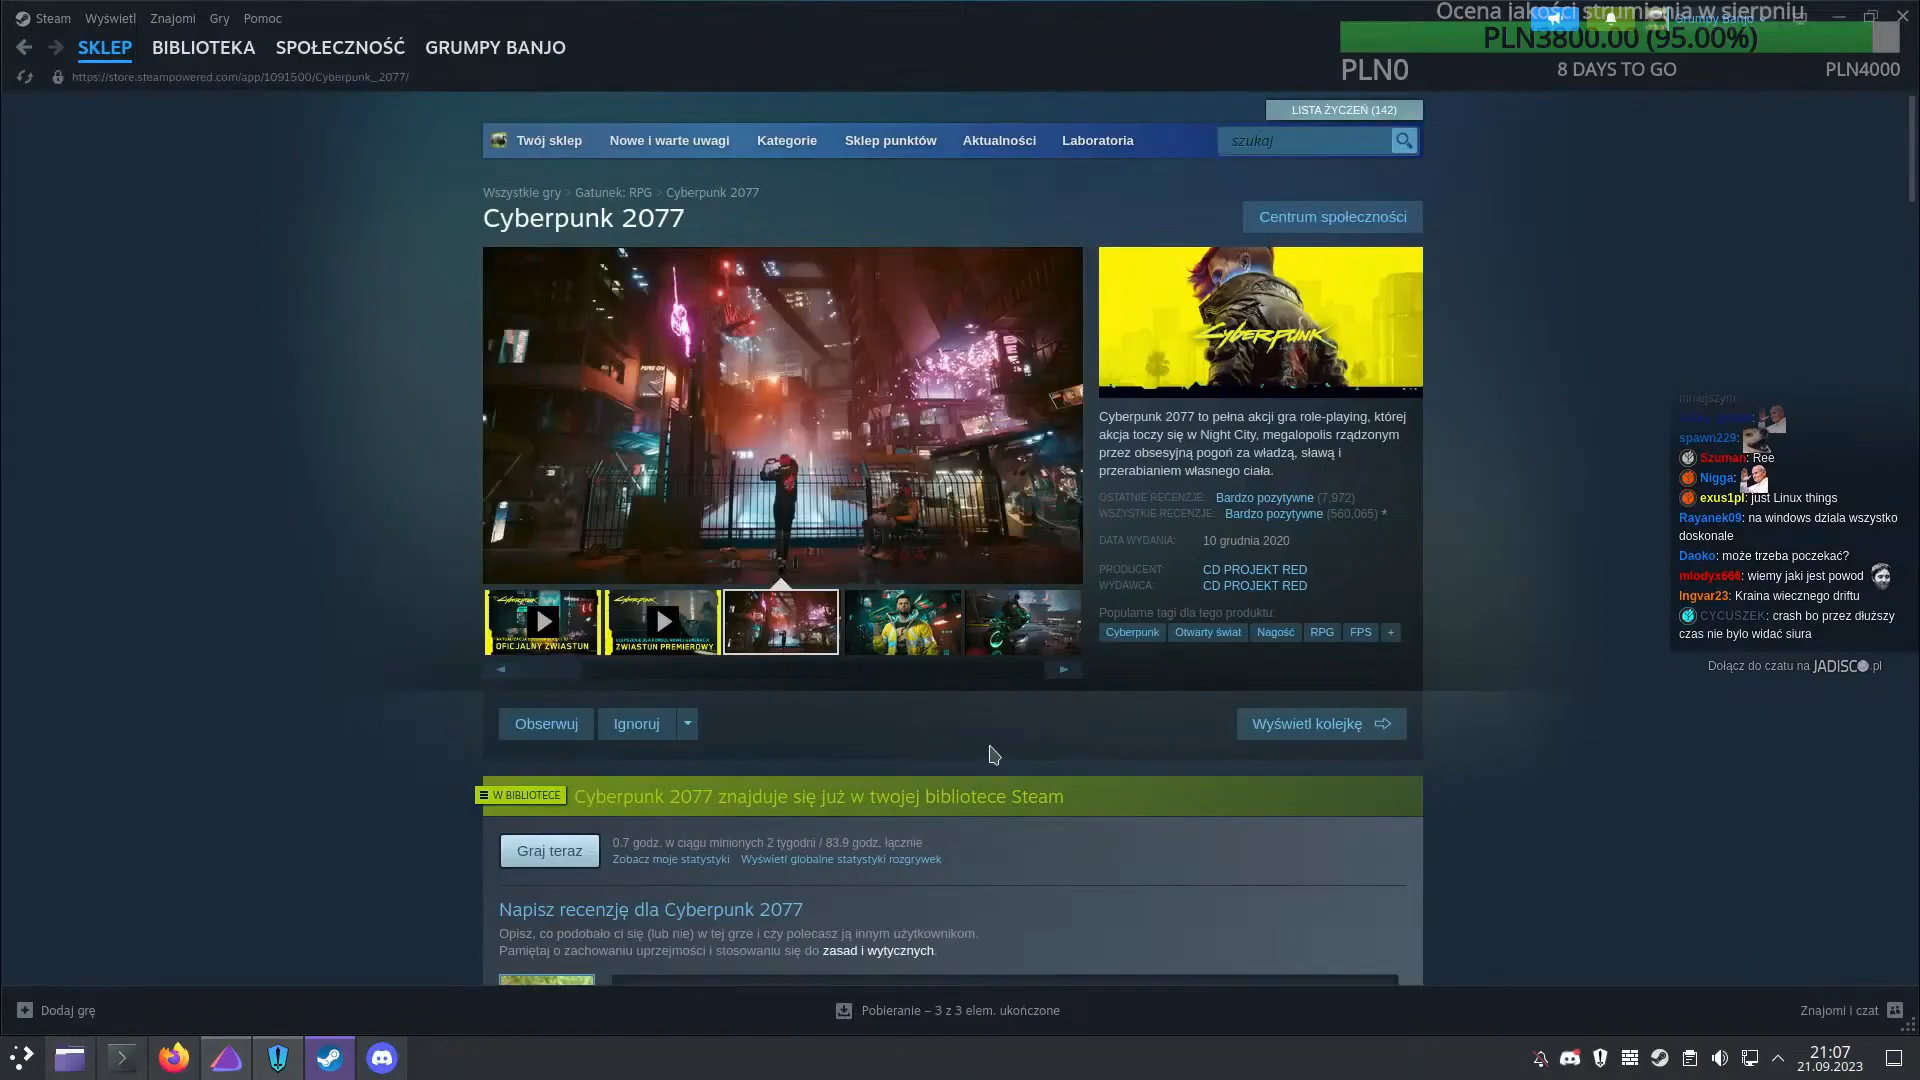 Steam Wyświetl Znajomi Gry Pomoc
Ocena jakości strumienia w sierpniu
Grumpy Banjo
SKLEP BIBLIOTEKA SPOŁECZNOŚĆ GRUMPY BANJO
PLN3800.00 (95.00%)
PLN0 8 DAYS TO GO PLN4000
https://store.steampowered.com/app/1091500/Cyberpunk_2077/
LISTA ŻYCZEŃ (142)
Twój sklep Nowe i warte uwagi Kategorie Sklep punktów Aktualności Laboratoria szukaj
Wszystkie gry > Gatunek: RPG > Cyberpunk 2077
Cyberpunk 2077
Centrum społeczności
CYBERPUNK
Cyberpunk 2077 to pełna akcji gra role-playing, której
akcja toczy się w Night City, megalopolis rządzonym
przez obsesyjną pogoń za władzą, sławą i
przerabianiem własnego ciała.
OSTATNIE RECENZJE: Bardzo pozytywne (7,972)
WSZYSTKIE RECENZJE: Bardzo pozytywne (560,065) *
DATA WYDANIA: 10 grudnia 2020
PRODUCENT: CD PROJEKT RED
WYDAWCA: CD PROJEKT RED
Popularne tagi dla tego produktu:
Cyberpunk Otwarty świat Nagość RPG FPS +
OFICJALNY ZWIASTUN
ZWIASTUN PREMIEROWY
Obserwuj Ignoruj Wyświetl kolejkę
W BIBLIOTECE Cyberpunk 2077 znajduje się już w twojej bibliotece Steam
Graj teraz
0.7 godz. w ciągu minionych 2 tygodni / 83.9 godz. łącznie
Zobacz moje statystyki Wyświetl globalne statystyki rozgrywek
Napisz recenzję dla Cyberpunk 2077
Opisz, co podobało ci się (lub nie) w tej grze i czy polecasz ją innym użytkownikom.
Pamiętaj o zachowaniu uprzejmości i stosowaniu się do zasad i wytycznych.
mniejszym
spawn229:
Szuman: Ree
Nigga:
exus1pl: just Linux things
Rayanek09: na windows dziala wszystko
doskonale
Daoko: może trzeba poczekać?
mlodyx666: wiemy jaki jest powod
Ingvar23: Kraina wiecznego driftu
CYCUSZEK: crash bo przez dłuższy
czas nie bylo widać siura
Dołącz do czatu na JADISCO.pl
Dodaj grę Pobieranie – 3 z 3 elem. ukończone Znajomi i czat
21:07
21.09.2023